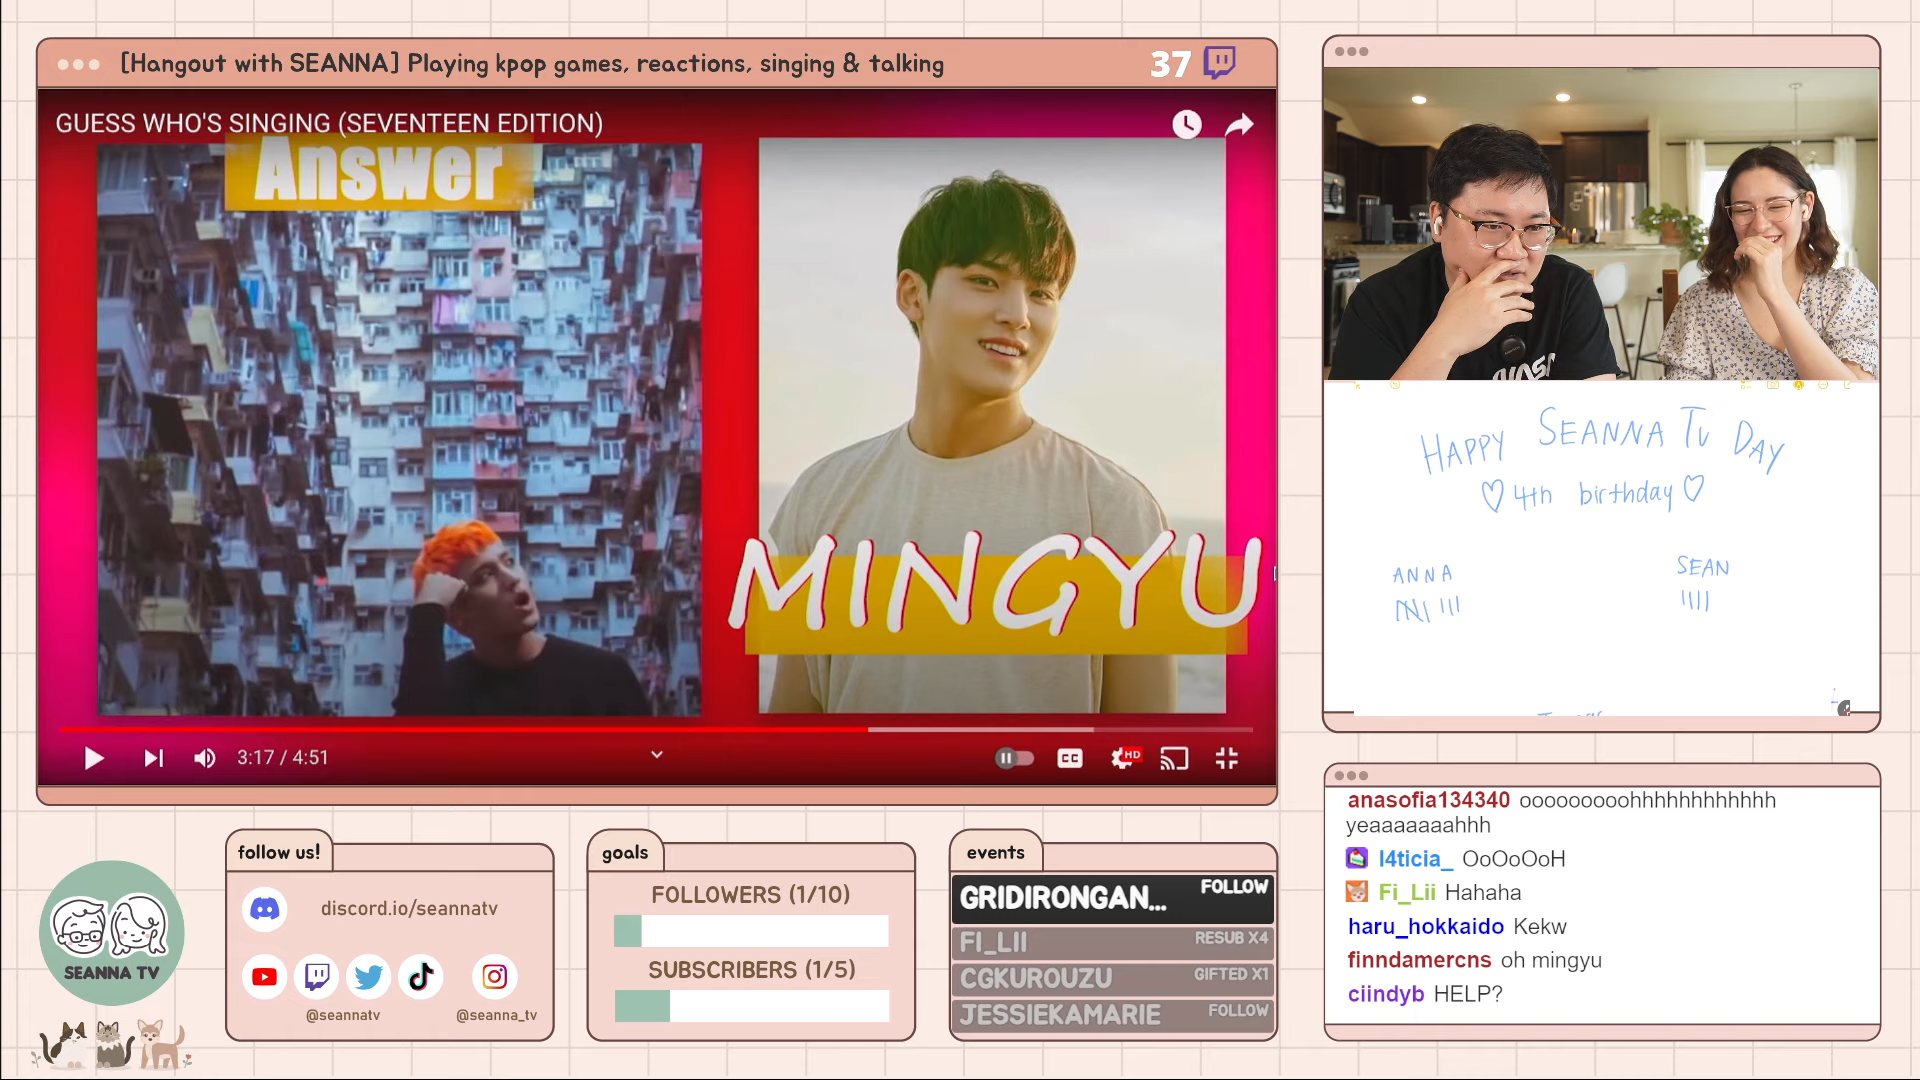 [Hangout with SEANNA] Playing kpop games, reactions, singing & talking
37
GUESS WHO'S SINGING (SEVENTEEN EDITION)
Answer
MINGYU
3:17 / 4:51
CC
HD
HAPPY SEANNA TV DAY
♡ 4th birthday ♡
ANNA
SEAN
anasofia134340 ooooooooohhhhhhhhhhhh
yeaaaaaaahhh
l4ticia_ OoOoOoH
Fi_Lii Hahaha
haru_hokkaido Kekw
finndamercns oh mingyu
ciindyb HELP?
SEANNA TV
follow us!
discord.io/seannatv
@seannatv
@seanna_tv
goals
FOLLOWERS (1/10)
SUBSCRIBERS (1/5)
events
GRIDIRONGAN... FOLLOW
FI_LII RESUB X4
CGKUROUZU GIFTED X1
JESSIEKAMARIE FOLLOW